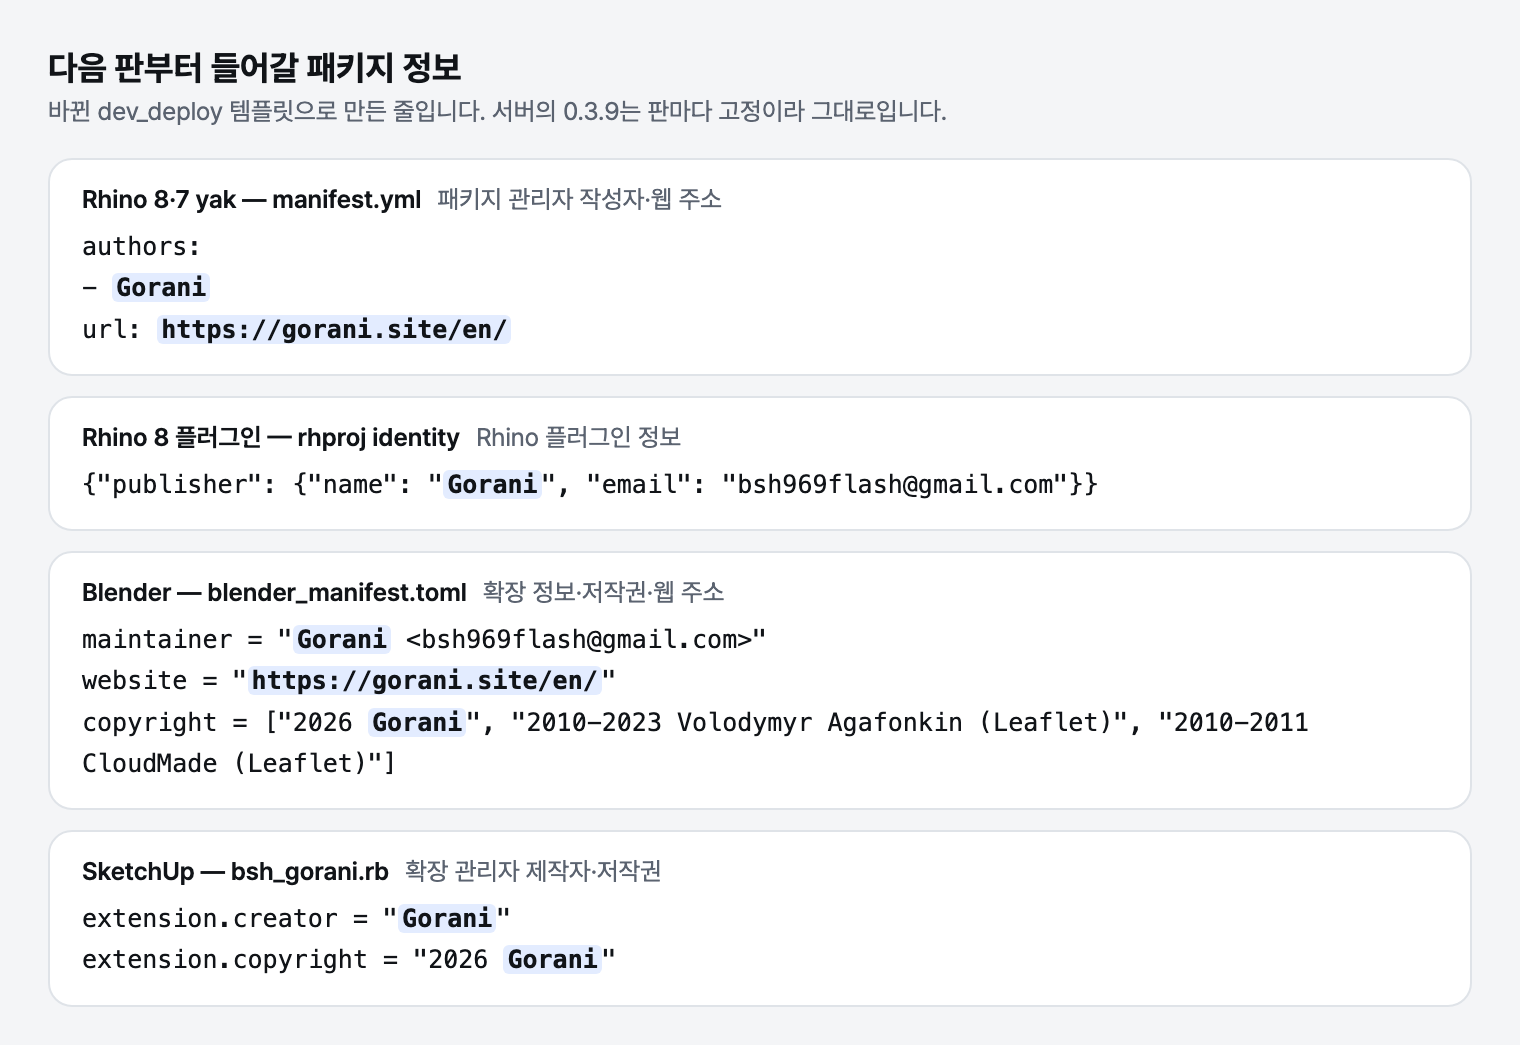 다음 판부터 들어갈 패키지 정보
바뀐 dev_deploy 템플릿으로 만든 줄입니다. 서버의 0.3.9는 판마다 고정이라 그대로입니다.
Rhino 8·7 yak — manifest.yml 패키지 관리자 작성자·웹 주소
authors:
- Gorani
url: https://gorani.site/en/
Rhino 8 플러그인 — rhproj identity Rhino 플러그인 정보
{"publisher": {"name": "Gorani", "email": "bsh969flash@gmail.com"}}
Blender — blender_manifest.toml 확장 정보·저작권·웹 주소
maintainer = "Gorani <bsh969flash@gmail.com>"
website = "https://gorani.site/en/"
copyright = ["2026 Gorani", "2010-2023 Volodymyr Agafonkin (Leaflet)", "2010-2011
CloudMade (Leaflet)"]
SketchUp — bsh_gorani.rb 확장 관리자 제작자·저작권
extension.creator = "Gorani"
extension.copyright = "2026 Gorani"